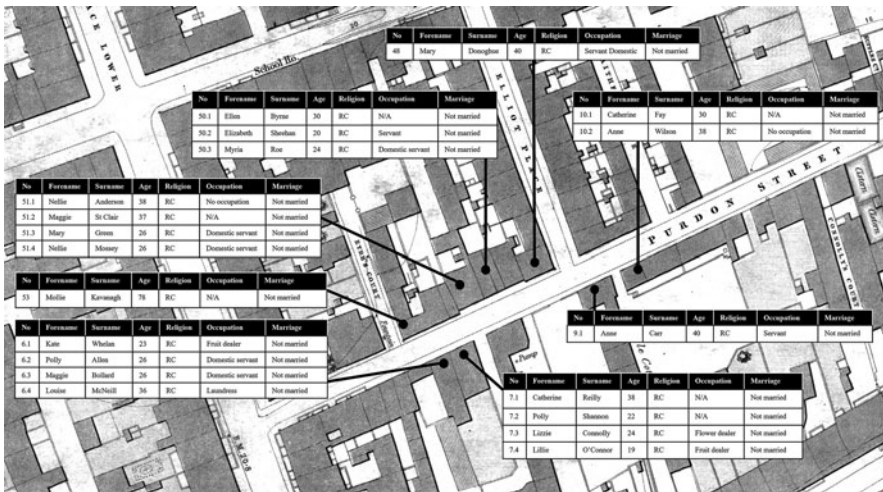 ACE LOWER
School Ho.
ELLIOT PLACE
No Forename Surname Age Religion Occupation Marriage
48 Mary Donoghue 40 RC Servant Domestic Not married
No Forename Surname Age Religion Occupation Marriage
50.1 Ellen Byrne 30 RC N/A Not married
50.2 Elizabeth Sheehan 20 RC Servant Not married
50.3 Myria Roe 24 RC Domestic servant Not married
No Forename Surname Age Religion Occupation Marriage
10.1 Catherine Fay 30 RC N/A Not married
10.2 Anne Wilson 38 RC No occupation Not married
PURDON STREET
No Forename Surname Age Religion Occupation Marriage
51.1 Nellie Anderson 38 RC No occupation Not married
51.2 Maggie St Clair 37 RC N/A Not married
51.3 Mary Green 26 RC Domestic servant Not married
51.4 Nellie Mossey 26 RC Domestic servant Not married
No Forename Surname Age Religion Occupation Marriage
53 Mollie Kavanagh 78 RC N/A Not married
No Forename Surname Age Religion Occupation Marriage
6.1 Kate Whelan 23 RC Fruit dealer Not married
6.2 Polly Allen 26 RC Domestic servant Not married
6.3 Maggie Bollard 26 RC Domestic servant Not married
6.4 Louise McNeill 36 RC Laundress Not married
No Forename Surname Age Religion Occupation Marriage
9.1 Anne Carr 40 RC Servant Not married
Pump
No Forename Surname Age Religion Occupation Marriage
7.1 Catherine Reilly 38 RC N/A Not married
7.2 Polly Shannon 22 RC N/A Not married
7.3 Lizzie Connolly 24 RC Flower dealer Not married
7.4 Lillie O'Connor 19 RC Fruit dealer Not married